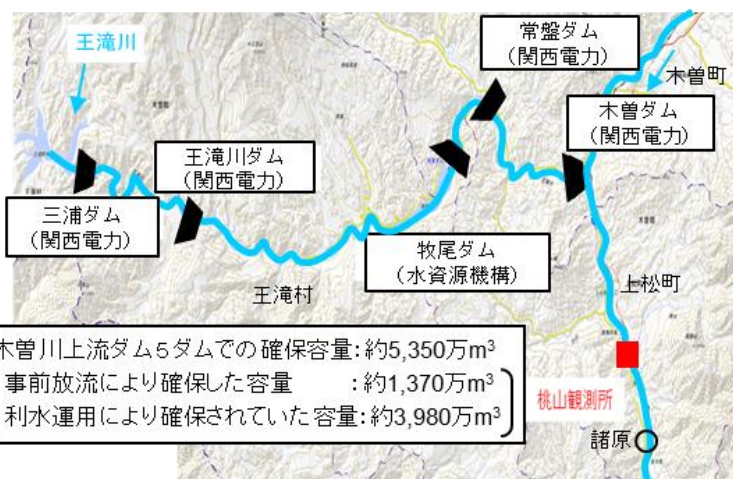 王滝川
常盤ダム
(関西電力)
木曽町
木曽ダム
(関西電力)
王滝川ダム
(関西電力)
三浦ダム
(関西電力)
牧尾ダム
(水資源機構)
王滝村
上松町
木曽川上流ダム5ダムでの確保容量:約5,350万m³
事前放流により確保した容量 :約1,370万m³
利水運用により確保されていた容量:約3,980万m³
桃山観測所
諸原